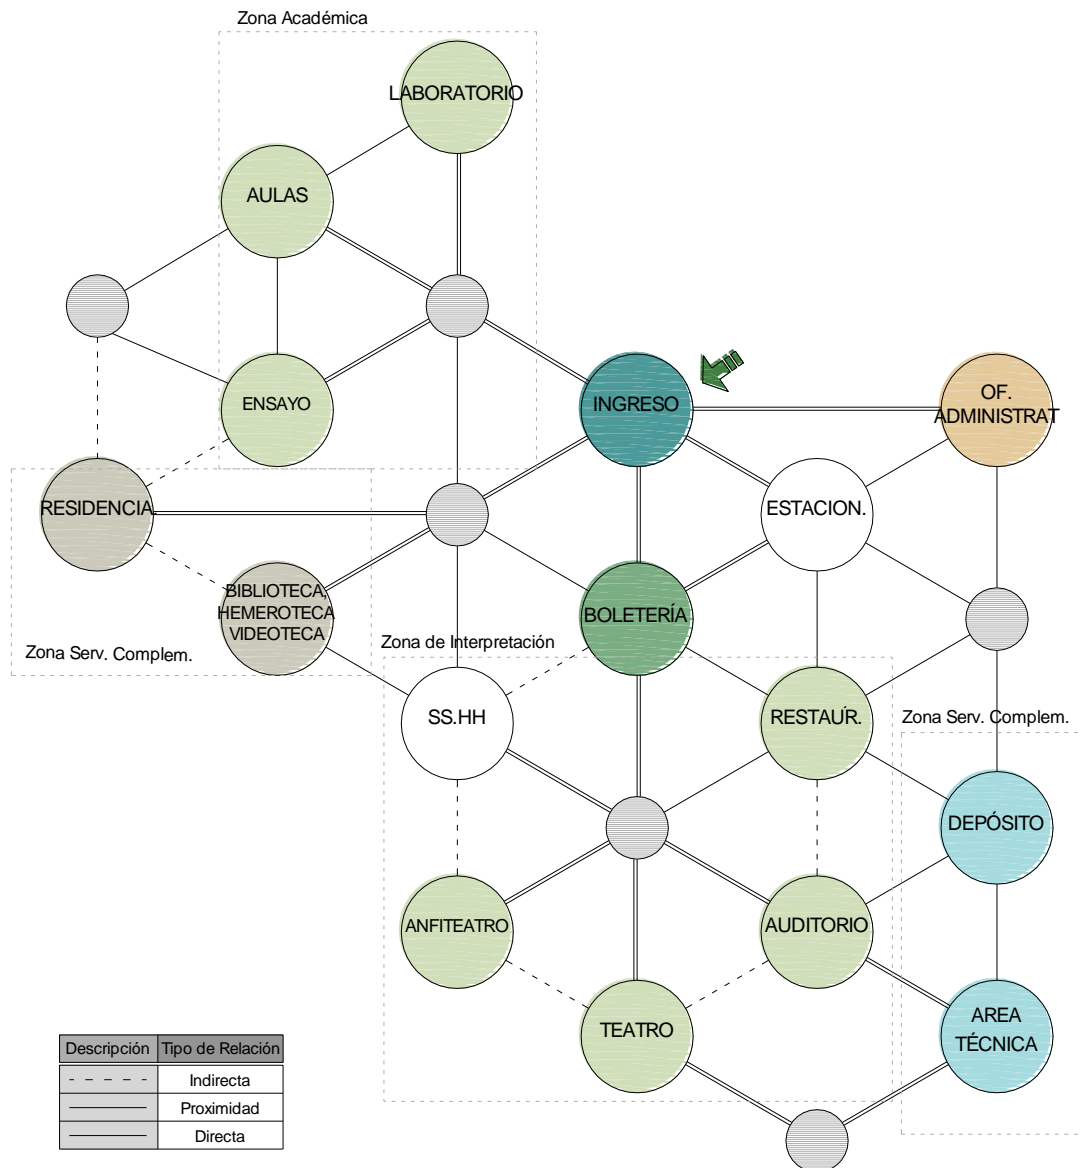 Zona Académica
LABORATORIO
AULAS
ENSAYO
INGRESO
OF.
ADMINISTRAT
RESIDENCIA
ESTACION.
BIBLIOTECA,
HEMEROTECA
VIDEOTECA
BOLETERÍA
Zona Serv. Complem.
Zona de Interpretación
SS.HH
RESTAUR.
Zona Serv. Complem.
DEPÓSITO
ANFITEATRO
AUDITORIO
TEATRO
AREA
TÉCNICA
Descripción Tipo de Relación
Indirecta
Proximidad
Directa